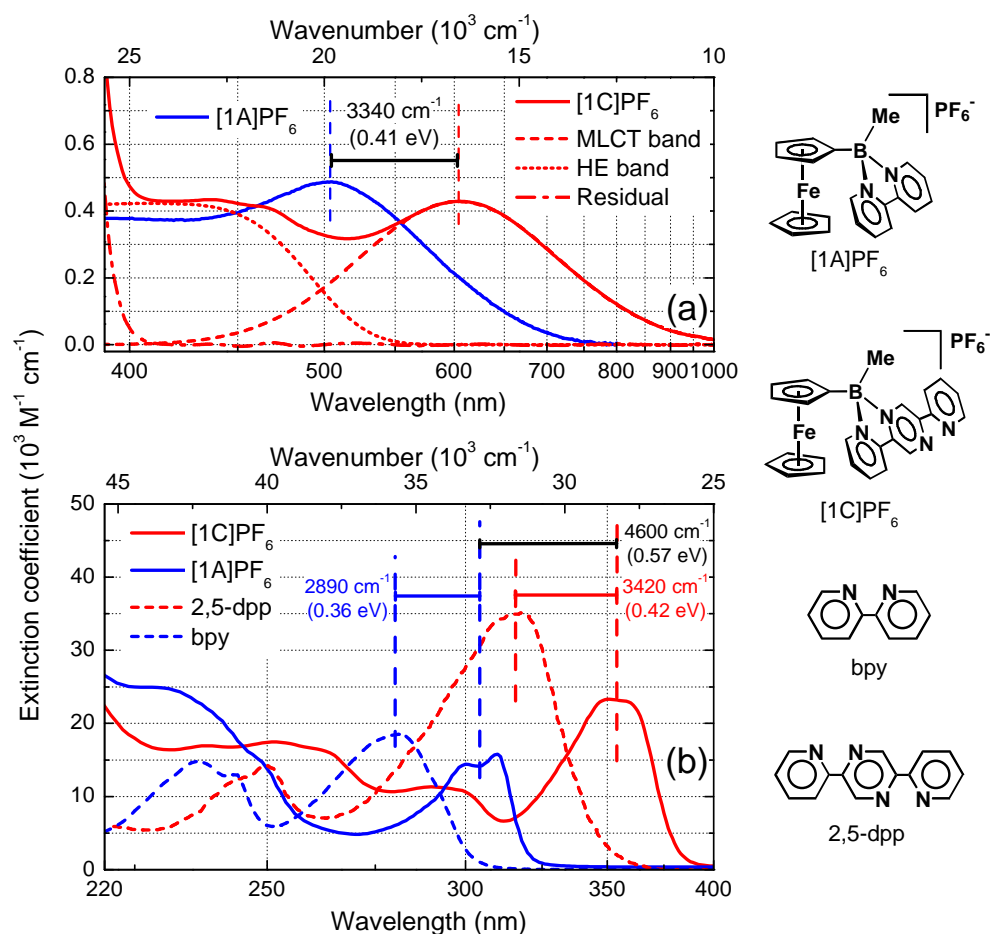 Wavenumber (10³ cm⁻¹)
25 20 15 10
0.8
0.6
0.4
0.2
0.0
[1A]PF₆
3340 cm⁻¹
(0.41 eV)
[1C]PF₆
MLCT band
HE band
Residual
(a)
400 500 600 700 800 900 1000
Wavelength (nm)
Extinction coefficient (10³ M⁻¹ cm⁻¹)
Wavenumber (10³ cm⁻¹)
45 40 35 30 25
50
40
30
20
10
0
[1C]PF₆
[1A]PF₆
2,5-dpp
bpy
2890 cm⁻¹
(0.36 eV)
4600 cm⁻¹
(0.57 eV)
3420 cm⁻¹
(0.42 eV)
(b)
220 250 300 350 400
Wavelength (nm)
PF₆⁻
Me
B
N
N
Fe
[1A]PF₆
PF₆⁻
Me
B
N
N
N
N
Fe
[1C]PF₆
N
N
bpy
N
N
N
N
2,5-dpp